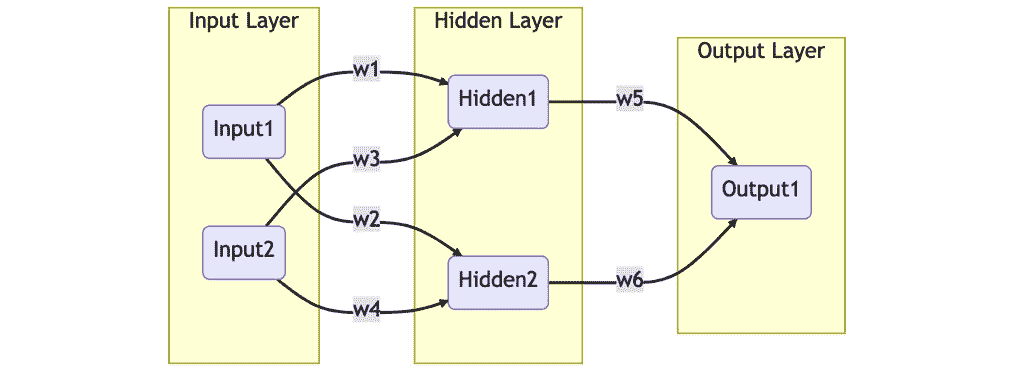 Input Layer
Hidden Layer
Output Layer
w1
Hidden1
w5
Input1
w3
Output1
w2
Input2
Hidden2
w6
w4